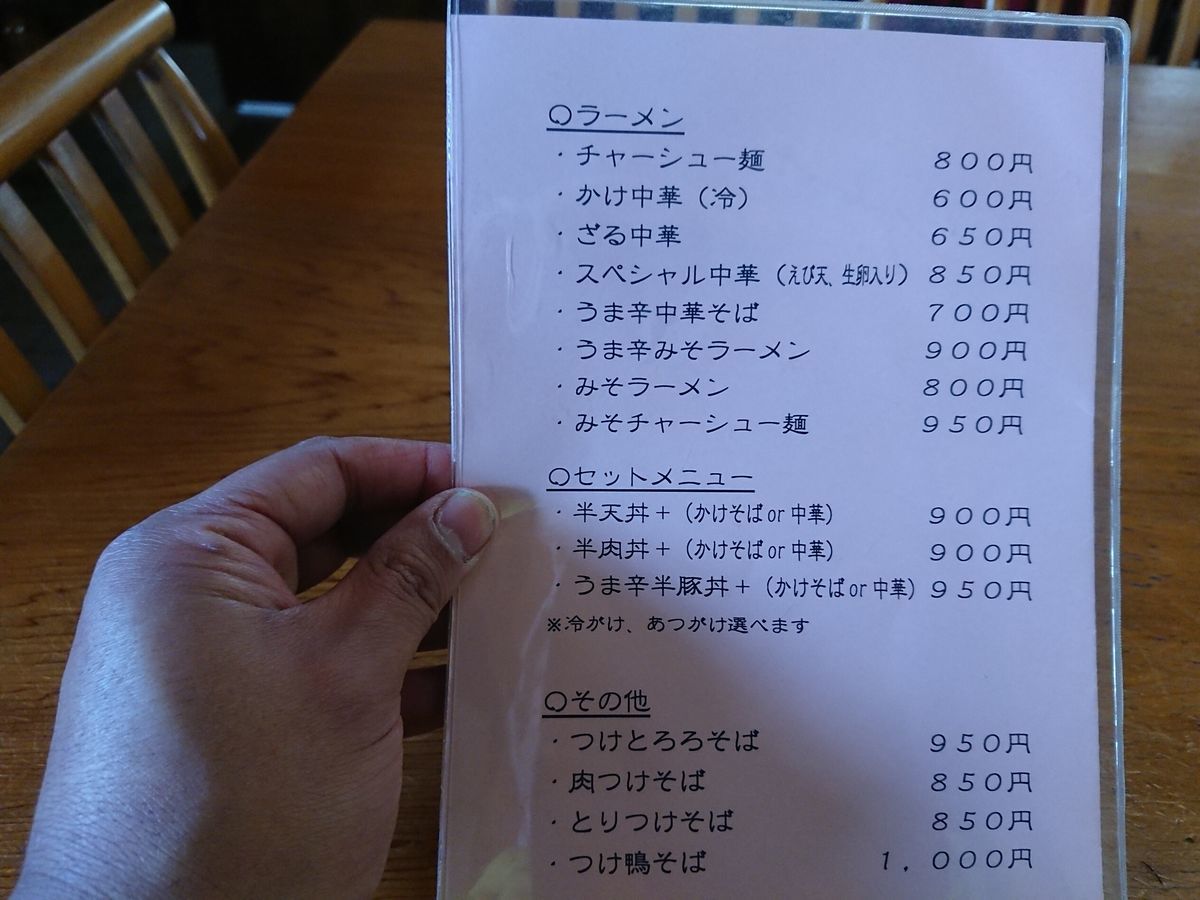 ○ラーメン
・チャーシュー麺 800円
・かけ中華（冷） 600円
・ざる中華 650円
・スペシャル中華（えび天、生卵入り） 850円
・うま辛中華そば 700円
・うま辛みそラーメン 900円
・みそラーメン 800円
・みそチャーシュー麺 950円
○セットメニュー
・半天丼＋（かけそばor中華） 900円
・半肉丼＋（かけそばor中華） 900円
・うま辛半豚丼＋（かけそばor中華） 950円
※冷がけ、あつがけ選べます
○その他
・つけとろろそば 950円
・肉つけそば 850円
・とりつけそば 850円
・つけ鴨そば 1，000円